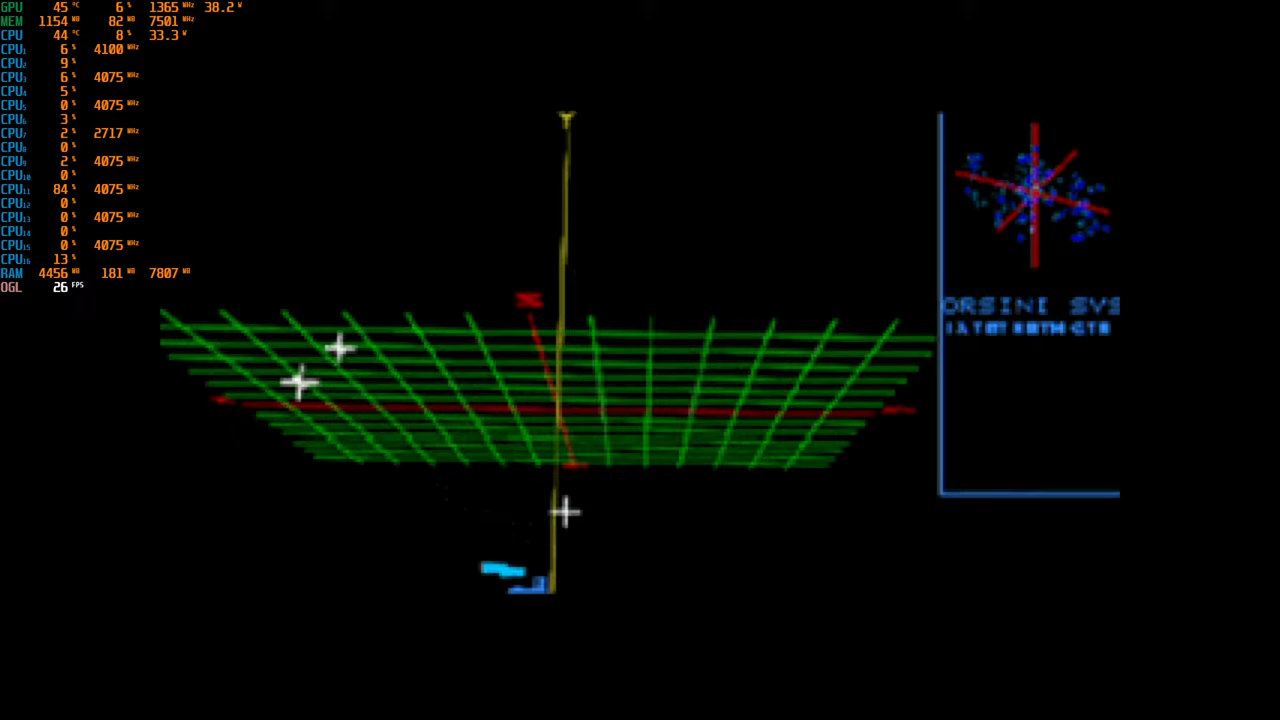 GPU 45 °C 6 % 1365 MHz 38.2 W
MEM 1154 MB 82 MB 7501 MHz
CPU 44 °C 8 % 33.3 W
CPU1 6 % 4100 MHz
CPU2 9 %
CPU3 6 % 4075 MHz
CPU4 5 %
CPU5 0 % 4075 MHz
CPU6 3 %
CPU7 2 % 2717 MHz
CPU8 0 %
CPU9 2 % 4075 MHz
CPU10 0 %
CPU11 84 % 4075 MHz
CPU12 0 %
CPU13 0 % 4075 MHz
CPU14 0 %
CPU15 0 % 4075 MHz
CPU16 13 %
RAM 4456 MB 181 MB 7807 MB
OGL 26 FPS
Y
ORSINI SYS